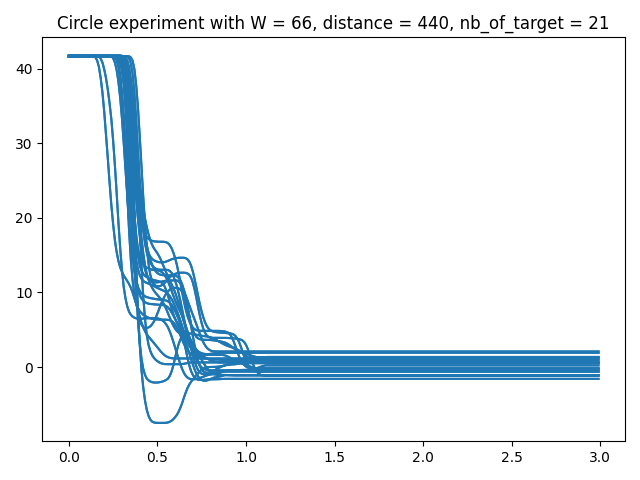 Circle experiment with W = 66, distance = 440, nb_of_target = 21
40
30
20
10
0
0.0 0.5 1.0 1.5 2.0 2.5 3.0